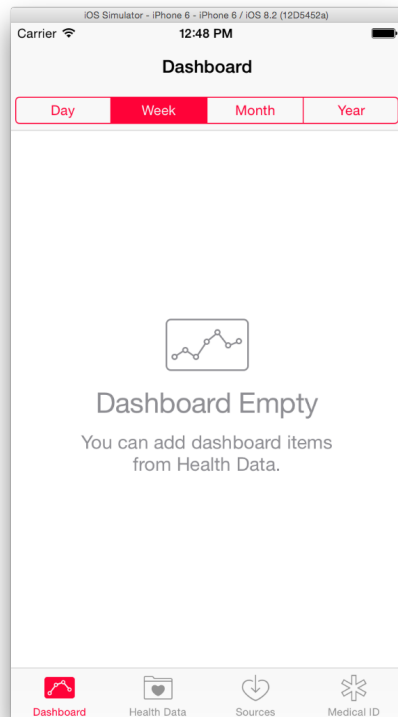 iOS Simulator - iPhone 6 - iPhone 6 / iOS 8.2 (12D5452a)
Carrier 12:48 PM
Dashboard
Day Week Month Year
Dashboard Empty
You can add dashboard items
from Health Data.
Dashboard Health Data Sources Medical ID